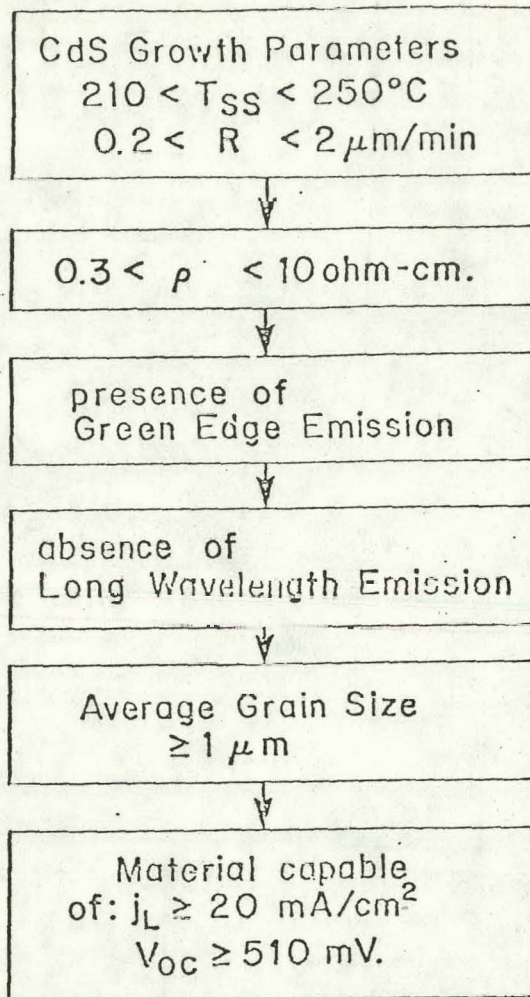 CdS Growth Parameters
210 < TSS < 250°C
0.2 < R < 2 μm/min
0.3 < ρ < 10 ohm-cm.
presence of
Green Edge Emission
absence of
Long Wavelength Emission
Average Grain Size
≥ 1 μm
Material capable
of: jL ≥ 20 mA/cm²
VOC ≥ 510 mV.